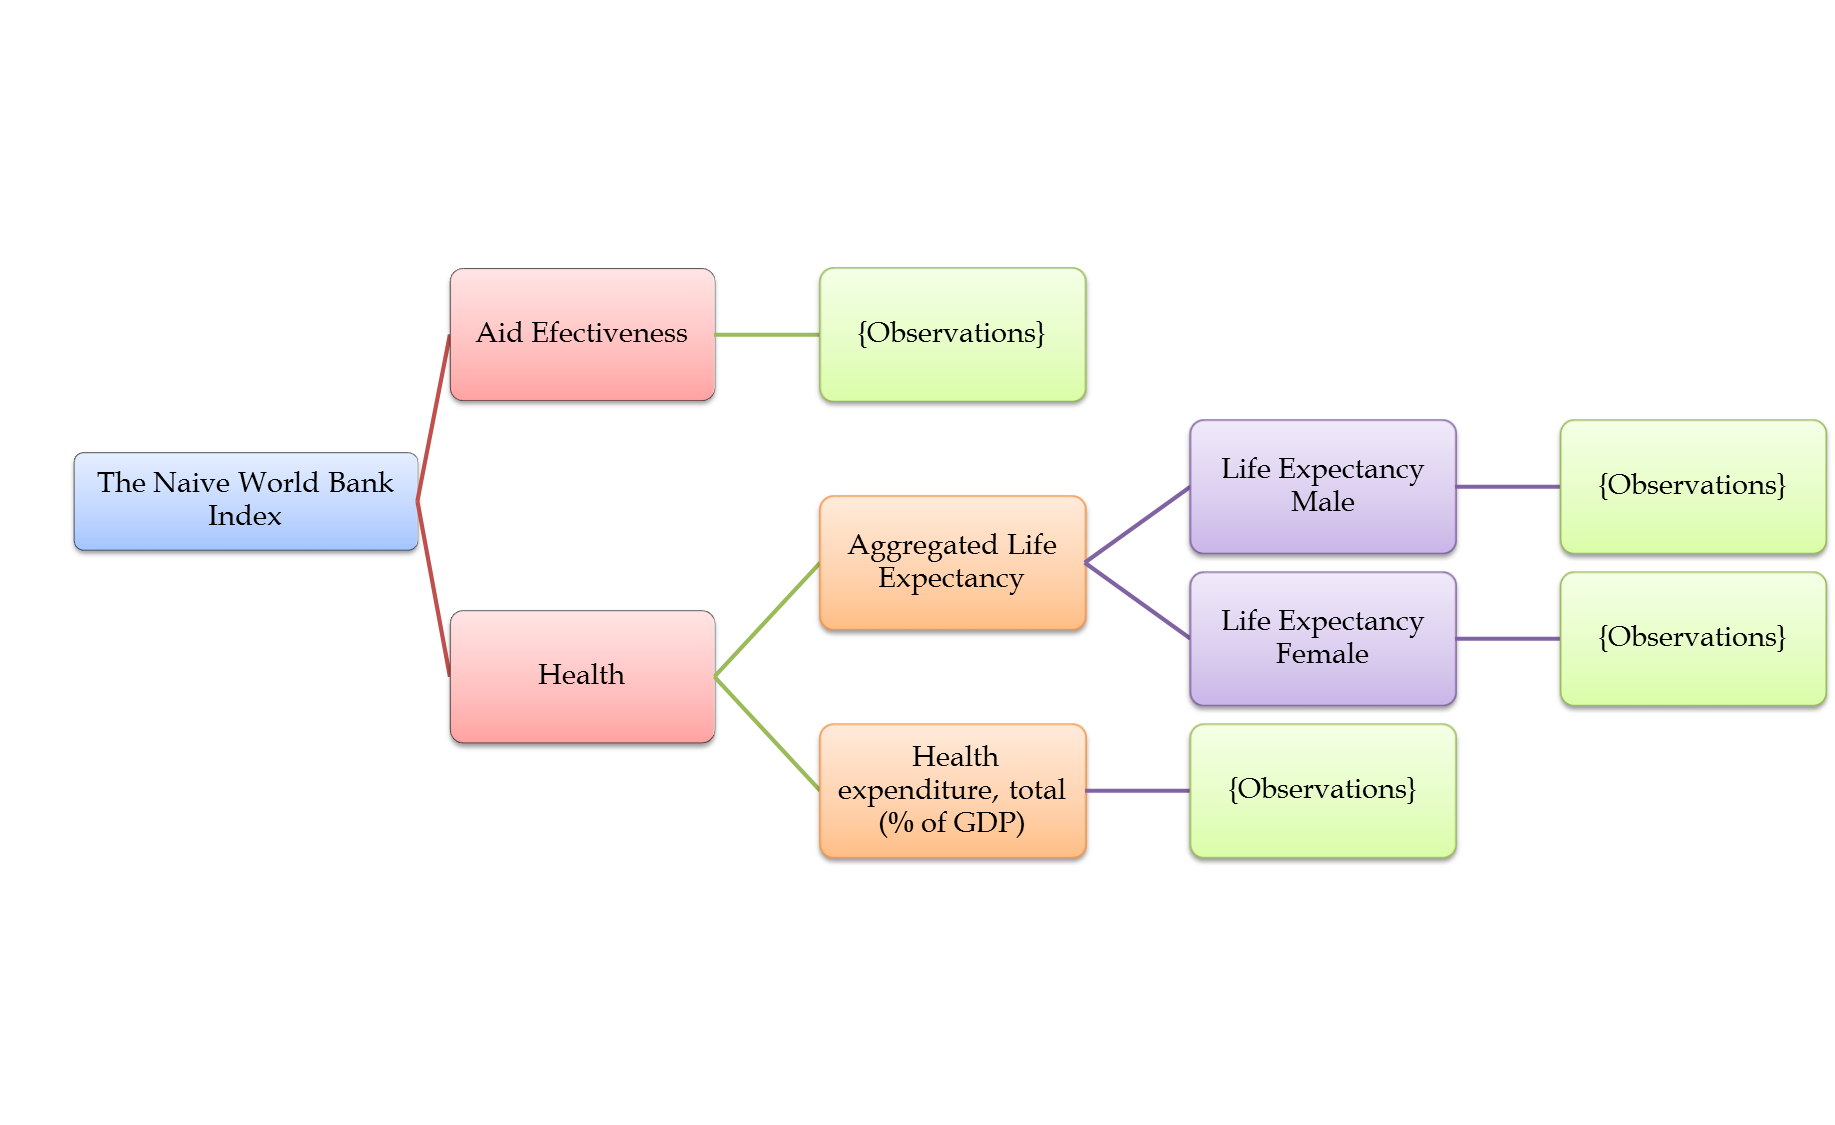 The Naive World Bank
Index
Aid Efectiveness
{Observations}
Health
Aggregated Life
Expectancy
Life Expectancy
Male
{Observations}
Life Expectancy
Female
{Observations}
Health
expenditure, total
(% of GDP)
{Observations}